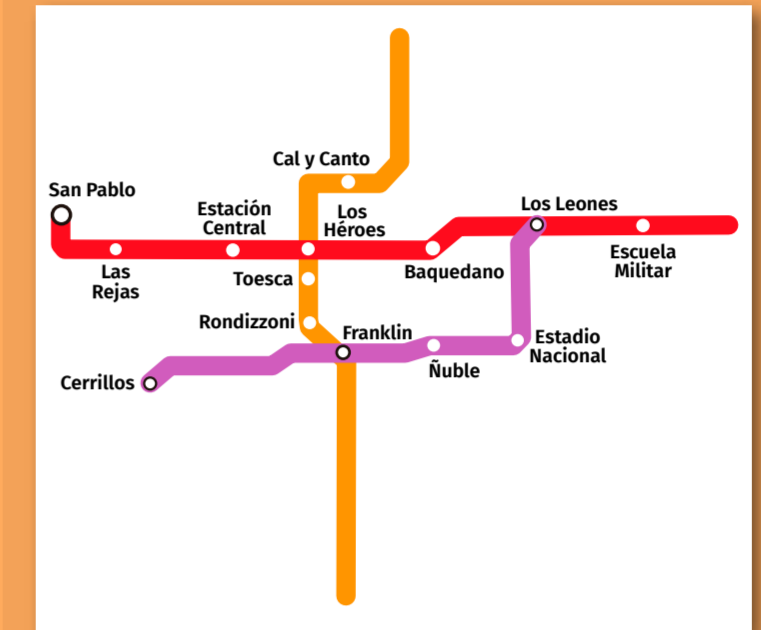 Cal y Canto
San Pablo
Los Leones
Estación
Central
Los
Héroes
Las
Rejas
Toesca
Baquedano
Escuela
Militar
Rondizzoni
Franklin
Estadio
Nacional
Ñuble
Cerrillos